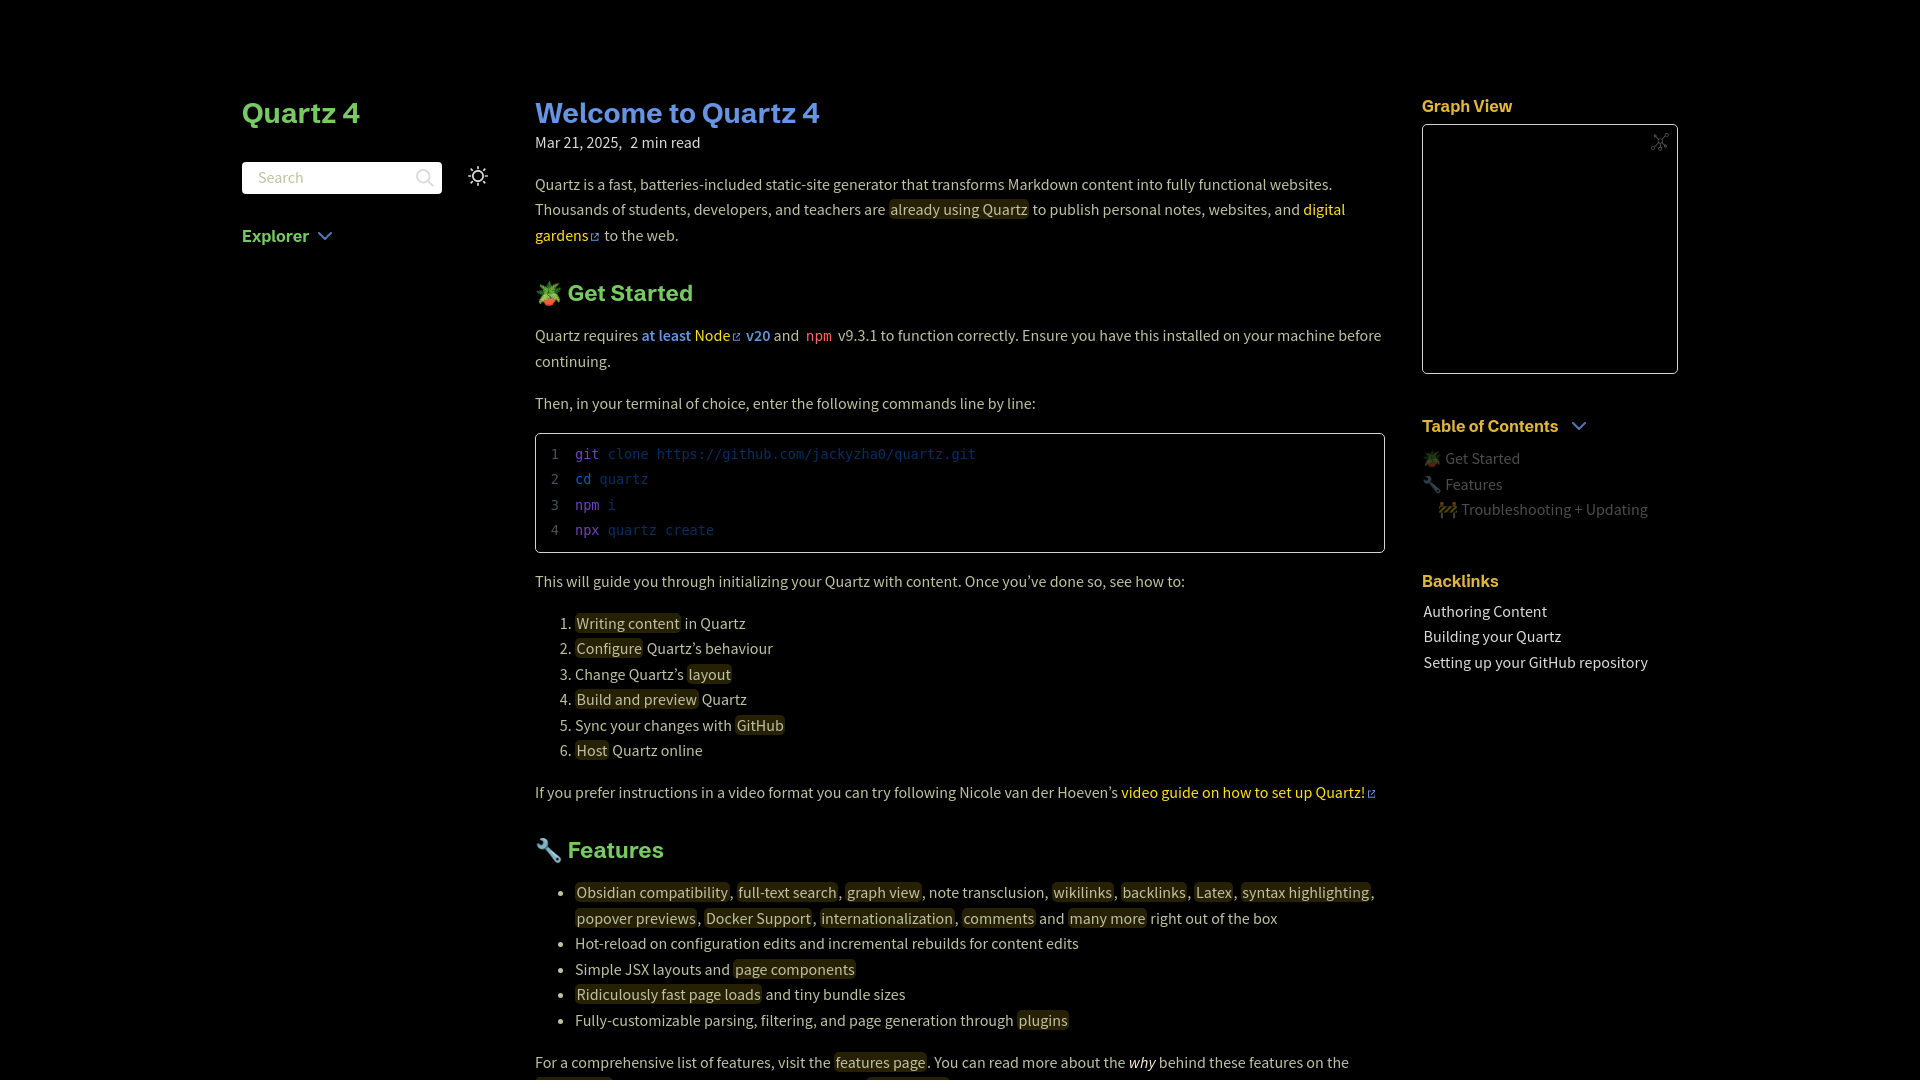 Quartz 4
Search
Explorer
Welcome to Quartz 4
Mar 21, 2025, 2 min read
Quartz is a fast, batteries-included static-site generator that transforms Markdown content into fully functional websites.
Thousands of students, developers, and teachers are already using Quartz to publish personal notes, websites, and digital
gardens to the web.
🪴 Get Started
Quartz requires at least Node v20 and npm v9.3.1 to function correctly. Ensure you have this installed on your machine before
continuing.
Then, in your terminal of choice, enter the following commands line by line:
1 git clone https://github.com/jackyzha0/quartz.git
2 cd quartz
3 npm i
4 npx quartz create
This will guide you through initializing your Quartz with content. Once you’ve done so, see how to:
1. Writing content in Quartz
2. Configure Quartz’s behaviour
3. Change Quartz’s layout
4. Build and preview Quartz
5. Sync your changes with GitHub
6. Host Quartz online
If you prefer instructions in a video format you can try following Nicole van der Hoeven’s video guide on how to set up Quartz!
🔧 Features
• Obsidian compatibility, full-text search, graph view, note transclusion, wikilinks, backlinks, Latex, syntax highlighting,
popover previews, Docker Support, internationalization, comments and many more right out of the box
• Hot-reload on configuration edits and incremental rebuilds for content edits
• Simple JSX layouts and page components
• Ridiculously fast page loads and tiny bundle sizes
• Fully-customizable parsing, filtering, and page generation through plugins
For a comprehensive list of features, visit the features page. You can read more about the why behind these features on the
Graph View
Table of Contents
🪴 Get Started
🔧 Features
🚧 Troubleshooting + Updating
Backlinks
Authoring Content
Building your Quartz
Setting up your GitHub repository